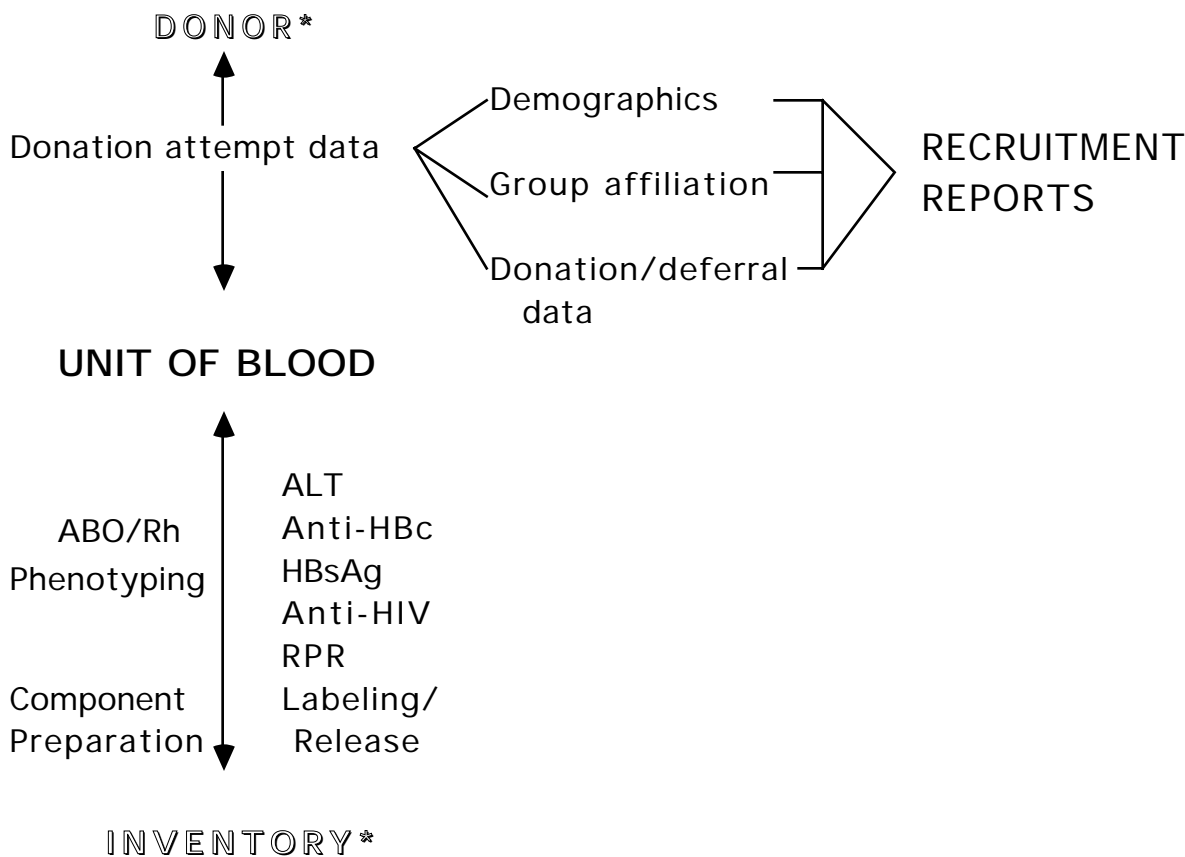 DONOR*
Donation attempt data
Demographics
Group affiliation
Donation/deferral
data
RECRUITMENT
REPORTS
UNIT OF BLOOD
ABO/Rh
Phenotyping
Component
Preparation
ALT
Anti-HBc
HBsAg
Anti-HIV
RPR
Labeling/
Release
INVENTORY*